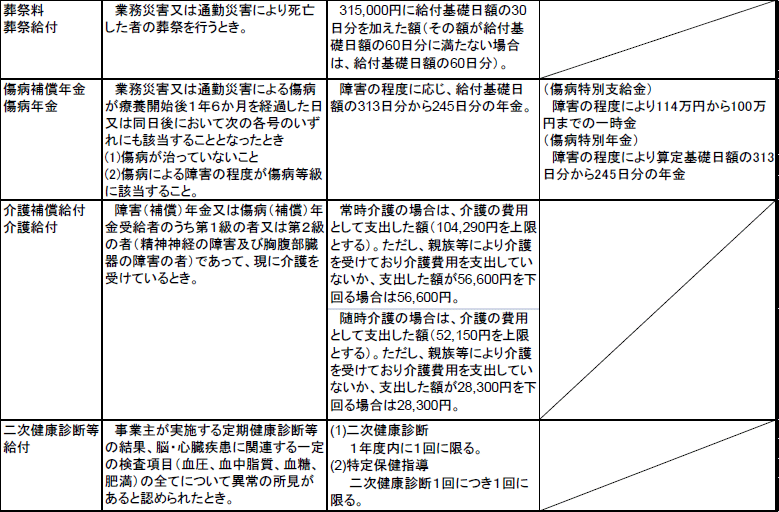 葬祭料
葬祭給付
業務災害又は通勤災害により死亡
した者の葬祭を行うとき。
315,000円に給付基礎日額の30
日分を加えた額(その額が給付基
礎日額の60日分に満たない場合
は、給付基礎日額の60日分)。
傷病補償年金
傷病年金
業務災害又は通勤災害による傷病
が療養開始後1年6か月を経過した日
又は同日後において次の各号のいず
れにも該当することとなったとき
(1)傷病が治っていないこと
(2)傷病による障害の程度が傷病等級
に該当すること。
障害の程度に応じ、給付基礎日
額の313日分から245日分の年金。
(傷病特別支給金)
障害の程度により114万円から100万
円までの一時金
(傷病特別年金)
障害の程度により算定基礎日額の313
日分から245日分の年金
介護補償給付
介護給付
障害(補償)年金又は傷病(補償)年
金受給者のうち第1級の者又は第2級
の者(精神神経の障害及び胸腹部臓
器の障害の者)であって、現に介護を
受けているとき。
常時介護の場合は、介護の費用
として支出した額(104,290円を上限
とする)。ただし、親族等により介護
を受けており介護費用を支出してい
ないか、支出した額が56,600円を下
回る場合は56,600円。
随時介護の場合は、介護の費用
として支出した額(52,150円を上限
とする)。ただし、親族等により介護
を受けており介護費用を支出してい
ないか、支出した額が28,300円を下
回る場合は28,300円。
二次健康診断等
給付
事業主が実施する定期健康診断等
の結果、脳・心臓疾患に関連する一定
の検査項目(血圧、血中脂質、血糖、
肥満)の全てについて異常の所見が
あると認められたとき。
(1)二次健康診断
1年度内に1回に限る。
(2)特定保健指導
二次健康診断1回につき1回に
限る。